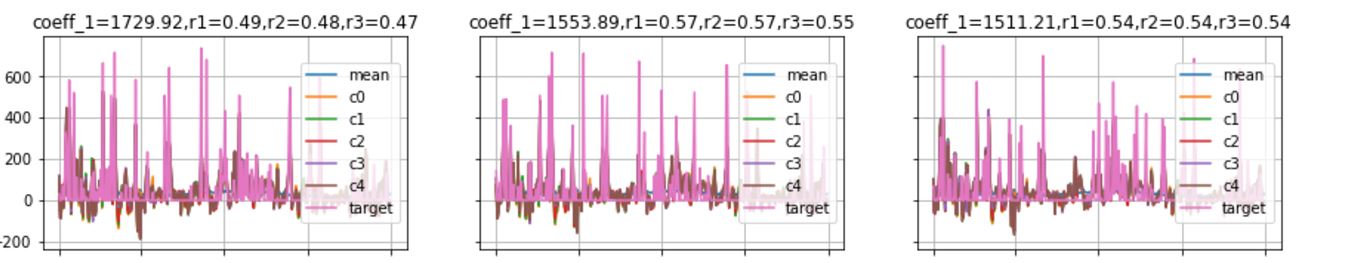 coeff_1=1729.92,r1=0.49,r2=0.48,r3=0.47
600
400
200
0
-200
mean
c0
c1
c2
c3
c4
target
coeff_1=1553.89,r1=0.57,r2=0.57,r3=0.55
mean
c0
c1
c2
c3
c4
target
coeff_1=1511.21,r1=0.54,r2=0.54,r3=0.54
mean
c0
c1
c2
c3
c4
target